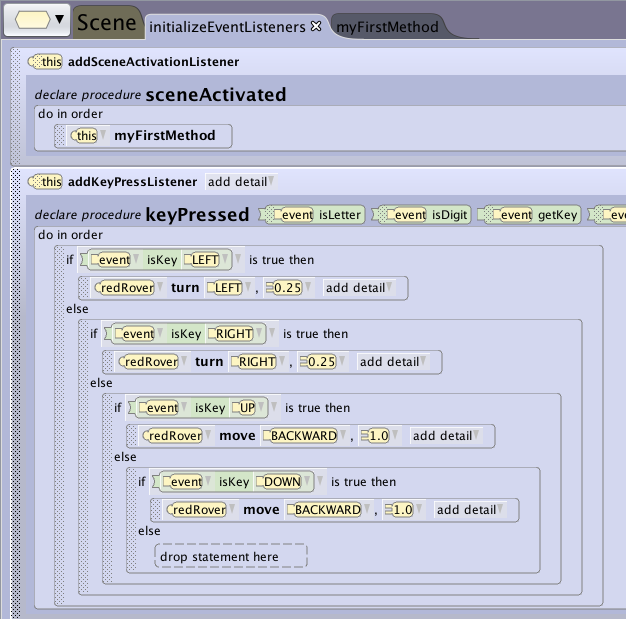 Scene initializeEventListeners myFirstMethod
this addSceneActivationListener
declare procedure sceneActivated
do in order
this myFirstMethod
this addKeyPressListener add detail
declare procedure keyPressed event isLetter event isDigit event getKey
do in order
if event isKey LEFT is true then
redRover turn LEFT , 0.25 add detail
else
if event isKey RIGHT is true then
redRover turn RIGHT , 0.25 add detail
else
if event isKey UP is true then
redRover move BACKWARD , 1.0 add detail
else
if event isKey DOWN is true then
redRover move BACKWARD , 1.0 add detail
else
drop statement here